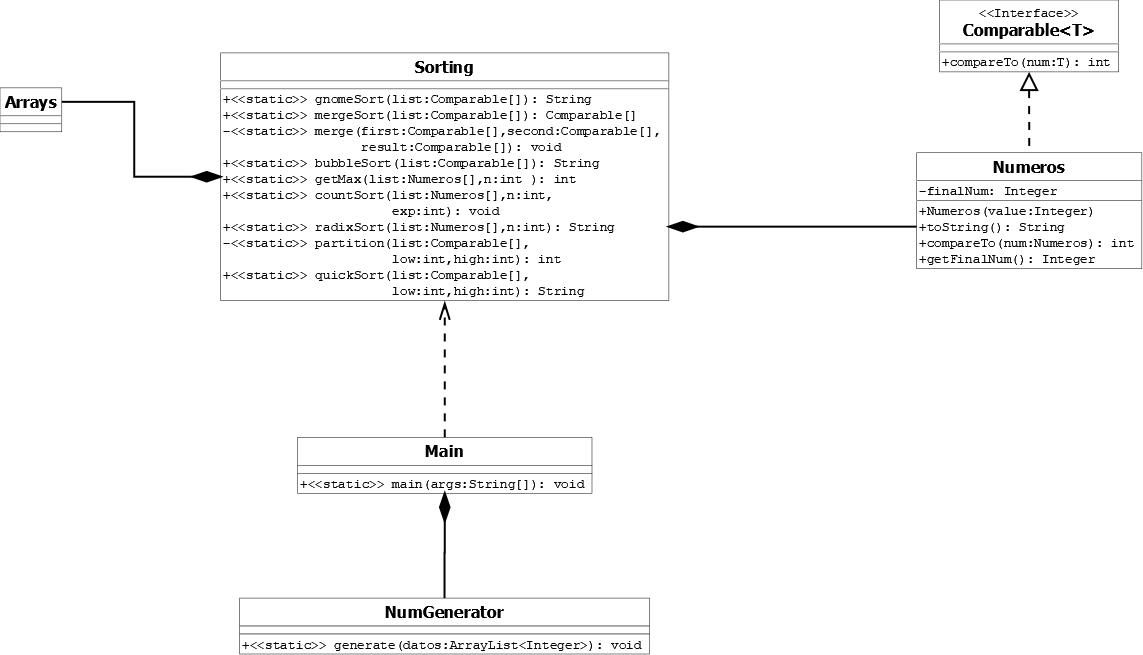 <<Interface>>
Comparable<T>
+compareTo(num:T): int
Sorting
+<<static>> gnomeSort(list:Comparable[]): String
+<<static>> mergeSort(list:Comparable[]): Comparable[]
-<<static>> merge(first:Comparable[],second:Comparable[],
result:Comparable[]): void
+<<static>> bubbleSort(list:Comparable[]): String
+<<static>> getMax(list:Numeros[],n:int ): int
+<<static>> countSort(list:Numeros[],n:int,
exp:int): void
+<<static>> radixSort(list:Numeros[],n:int): String
-<<static>> partition(list:Comparable[],
low:int,high:int): int
+<<static>> quickSort(list:Comparable[],
low:int,high:int): String
Arrays
Numeros
-finalNum: Integer
+Numeros(value:Integer)
+toString(): String
+compareTo(num:Numeros): int
+getFinalNum(): Integer
Main
+<<static>> main(args:String[]): void
NumGenerator
+<<static>> generate(datos:ArrayList<Integer>): void